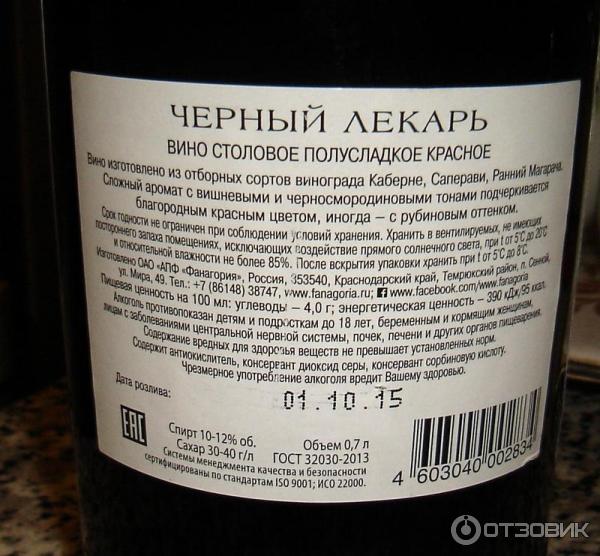 ЧЕРНЫЙ ЛЕКАРЬ
ВИНО СТОЛОВОЕ ПОЛУСЛАДКОЕ КРАСНОЕ
Вино изготовлено из отборных сортов винограда Каберне, Саперави, Ранний Магарача.
Сложный аромат с вишневыми и черносмородиновыми тонами подчеркивается
благородным красным цветом, иногда – с рубиновым оттенком.
Срок годности не ограничен при соблюдении условий хранения. Хранить в вентилируемых, не имеющих
постороннего запаха помещениях, исключающих воздействие прямого солнечного света, при t от 5°С до 20°С
и относительной влажности не более 85%. После вскрытия упаковки хранить при t от 5°С до 8°С.
Изготовлено ОАО «АПФ «Фанагория», Россия, 353540, Краснодарский край, Темрюкский район, п. Сенной,
ул. Мира, 49. Тел.: +7 (86148) 38747, www.fanagoria.ru; f www.facebook.com/www.fanagoria
Пищевая ценность на 100 мл: углеводы – 4,0 г; энергетическая ценность – 390 кДж/95 ккал.
Алкоголь противопоказан детям и подросткам до 18 лет, беременным и кормящим женщинам,
лицам с заболеваниями центральной нервной системы, почек, печени и других органов пищеварения.
Содержание вредных для здоровья веществ не превышает установленных норм.
Содержит антиокислитель, консервант диоксид серы, консервант сорбиновую кислоту.
Чрезмерное употребление алкоголя вредит Вашему здоровью.
Дата розлива: 01.10.15
EAC
Спирт 10-12% об. Объем 0,7 л
Сахар 30-40 г/л ГОСТ 32030-2013
Системы менеджмента качества и безопасности
сертифицированы по стандартам ISO 9001; ИСО 22000.
4 603040 002834
ОТЗОВИК